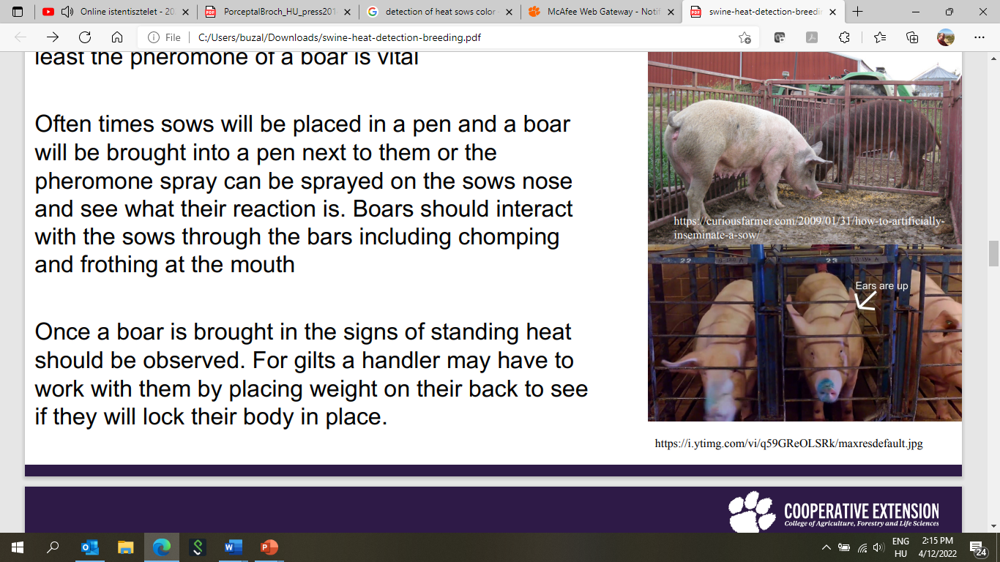 Online istentisztelet - 20
PorceptalBroch_HU_press201
detection of heat sows color
McAfee Web Gateway - Notif
swine-heat-detection-breedin
File
C:/Users/buzal/Downloads/swine-heat-detection-breeding.pdf
least the pheromone of a boar is vital
Often times sows will be placed in a pen and a boar
will be brought into a pen next to them or the
pheromone spray can be sprayed on the sows nose
and see what their reaction is. Boars should interact
with the sows through the bars including chomping
and frothing at the mouth
Once a boar is brought in the signs of standing heat
should be observed. For gilts a handler may have to
work with them by placing weight on their back to see
if they will lock their body in place.
https://curiousfarmer.com/2009/01/31/how-to-artificially-
inseminate-a-sow/
22
23
Ears are up
https://i.ytimg.com/vi/q59GReOLSRk/maxresdefault.jpg
COOPERATIVE EXTENSION
College of Agriculture, Forestry and Life Sciences
ENG
HU
2:15 PM
4/12/2022
24